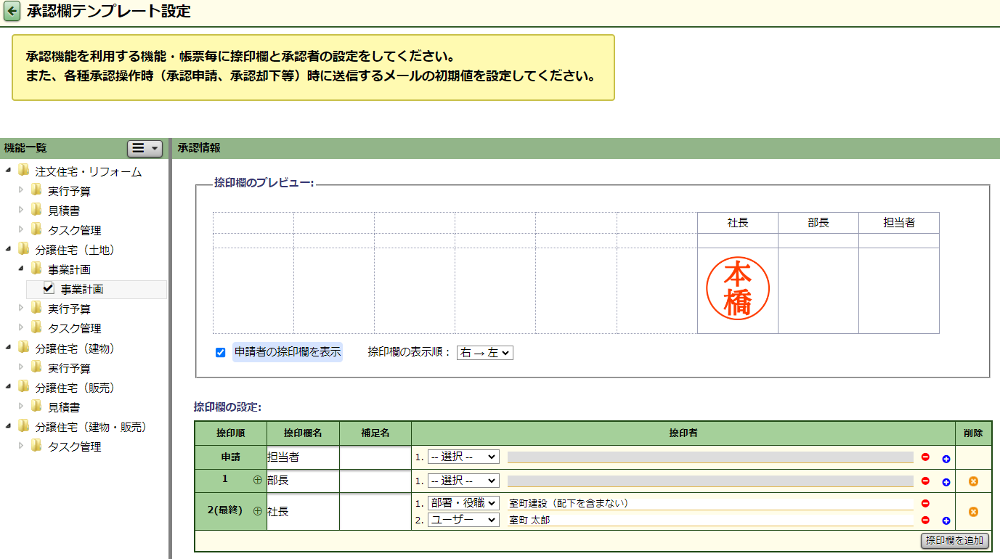 承認欄テンプレート設定
承認機能を利用する機能・帳票毎に捺印欄と承認者の設定をしてください。
また、各種承認操作時（承認申請、承認却下等）時に送信するメールの初期値を設定してください。
機能一覧
注文住宅・リフォーム
実行予算
見積書
タスク管理
分譲住宅（土地）
事業計画
事業計画
実行予算
タスク管理
分譲住宅（建物）
実行予算
分譲住宅（販売）
見積書
分譲住宅（建物・販売）
タスク管理
承認情報
捺印欄のプレビュー:
社長 部長 担当者
本橋
申請者の捺印欄を表示 捺印欄の表示順： 右 → 左
捺印欄の設定:
捺印順 捺印欄名 補足名 捺印者 削除
申請 担当者 1. -- 選択 --
1 部長 1. -- 選択 --
2(最終) 社長 1. 部署・役職 室町建設（配下を含まない）
2. ユーザー 室町 太郎
捺印欄を追加